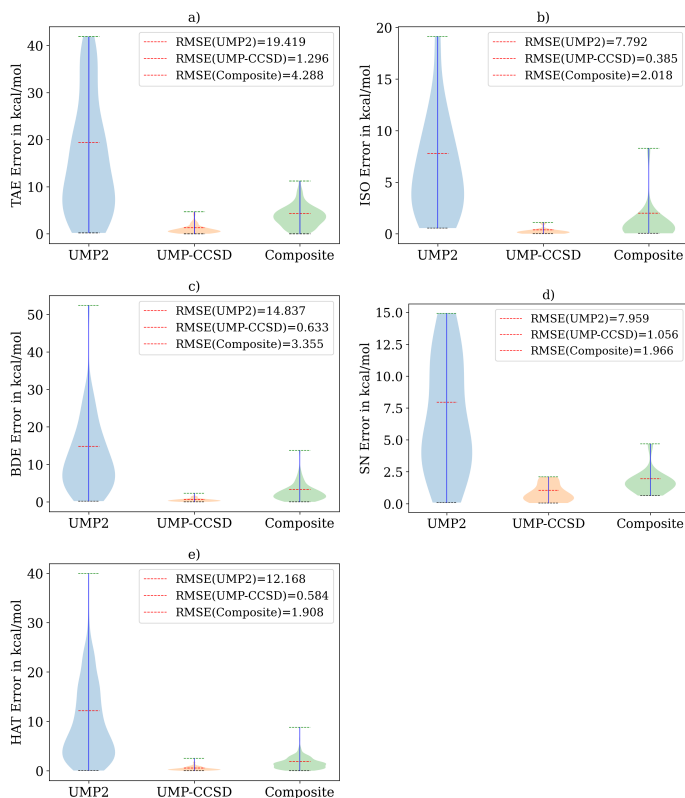 a)
TAE Error in kcal/mol
40
30
20
10
0
RMSE(UMP2)=19.419
RMSE(UMP-CCSD)=1.296
RMSE(Composite)=4.288
UMP2 UMP-CCSD Composite
b)
ISO Error in kcal/mol
20
15
10
5
0
RMSE(UMP2)=7.792
RMSE(UMP-CCSD)=0.385
RMSE(Composite)=2.018
UMP2 UMP-CCSD Composite
c)
BDE Error in kcal/mol
50
40
30
20
10
0
RMSE(UMP2)=14.837
RMSE(UMP-CCSD)=0.633
RMSE(Composite)=3.355
UMP2 UMP-CCSD Composite
d)
SN Error in kcal/mol
15.0
12.5
10.0
7.5
5.0
2.5
0.0
RMSE(UMP2)=7.959
RMSE(UMP-CCSD)=1.056
RMSE(Composite)=1.966
UMP2 UMP-CCSD Composite
e)
HAT Error in kcal/mol
40
30
20
10
0
RMSE(UMP2)=12.168
RMSE(UMP-CCSD)=0.584
RMSE(Composite)=1.908
UMP2 UMP-CCSD Composite